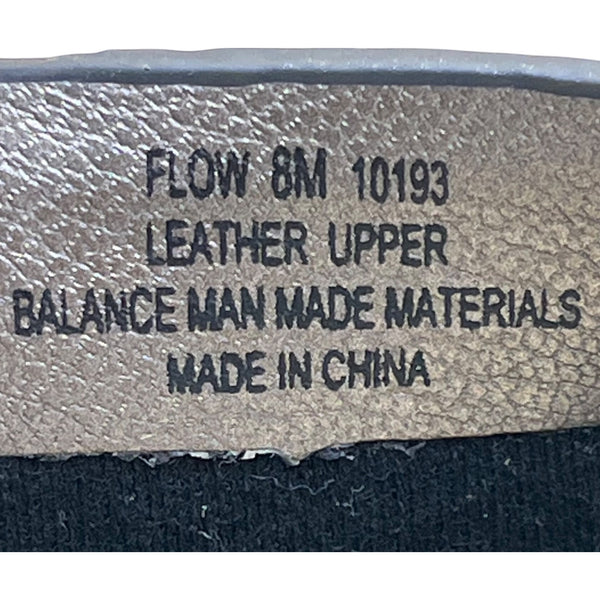 FLOW 8M 10193
LEATHER UPPER
BALANCE MAN MADE MATERIALS
MADE IN CHINA